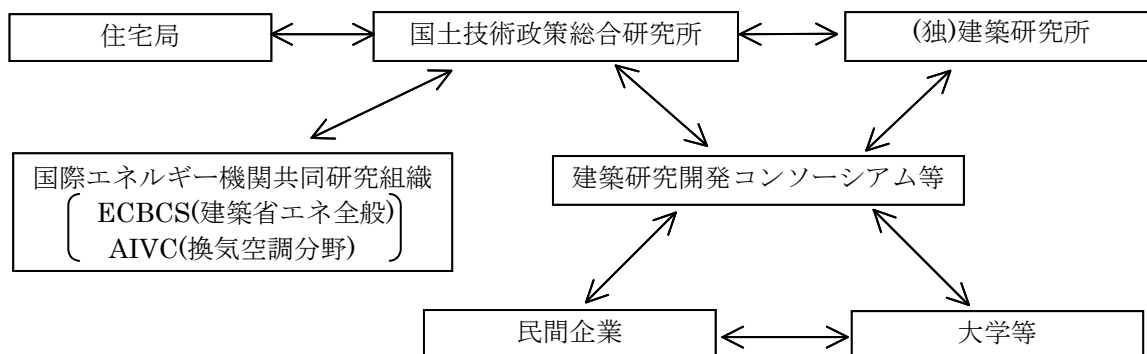 住宅局
国土技術政策総合研究所
(独)建築研究所
国際エネルギー機関共同研究組織
ECBCS(建築省エネ全般)
AIVC(換気空調分野)
建築研究開発コンソーシアム等
民間企業
大学等